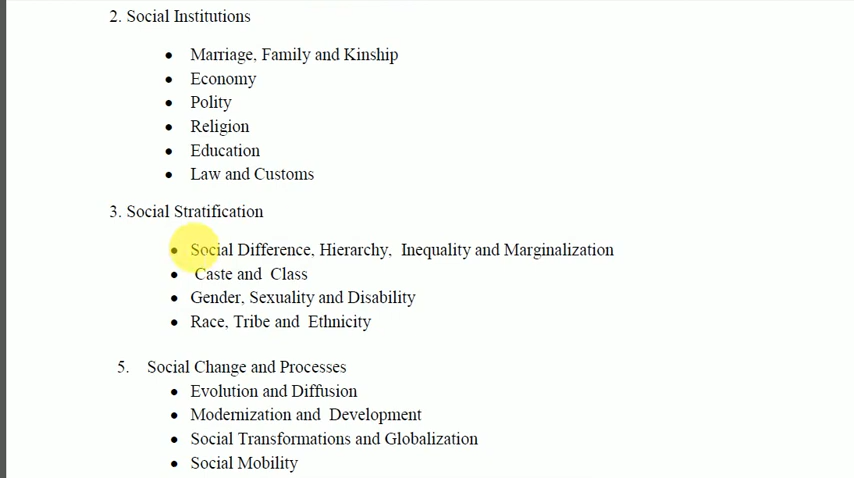 2. Social Institutions
• Marriage, Family and Kinship
• Economy
• Polity
• Religion
• Education
• Law and Customs
3. Social Stratification
• Social Difference, Hierarchy, Inequality and Marginalization
• Caste and Class
• Gender, Sexuality and Disability
• Race, Tribe and Ethnicity
5. Social Change and Processes
• Evolution and Diffusion
• Modernization and Development
• Social Transformations and Globalization
• Social Mobility